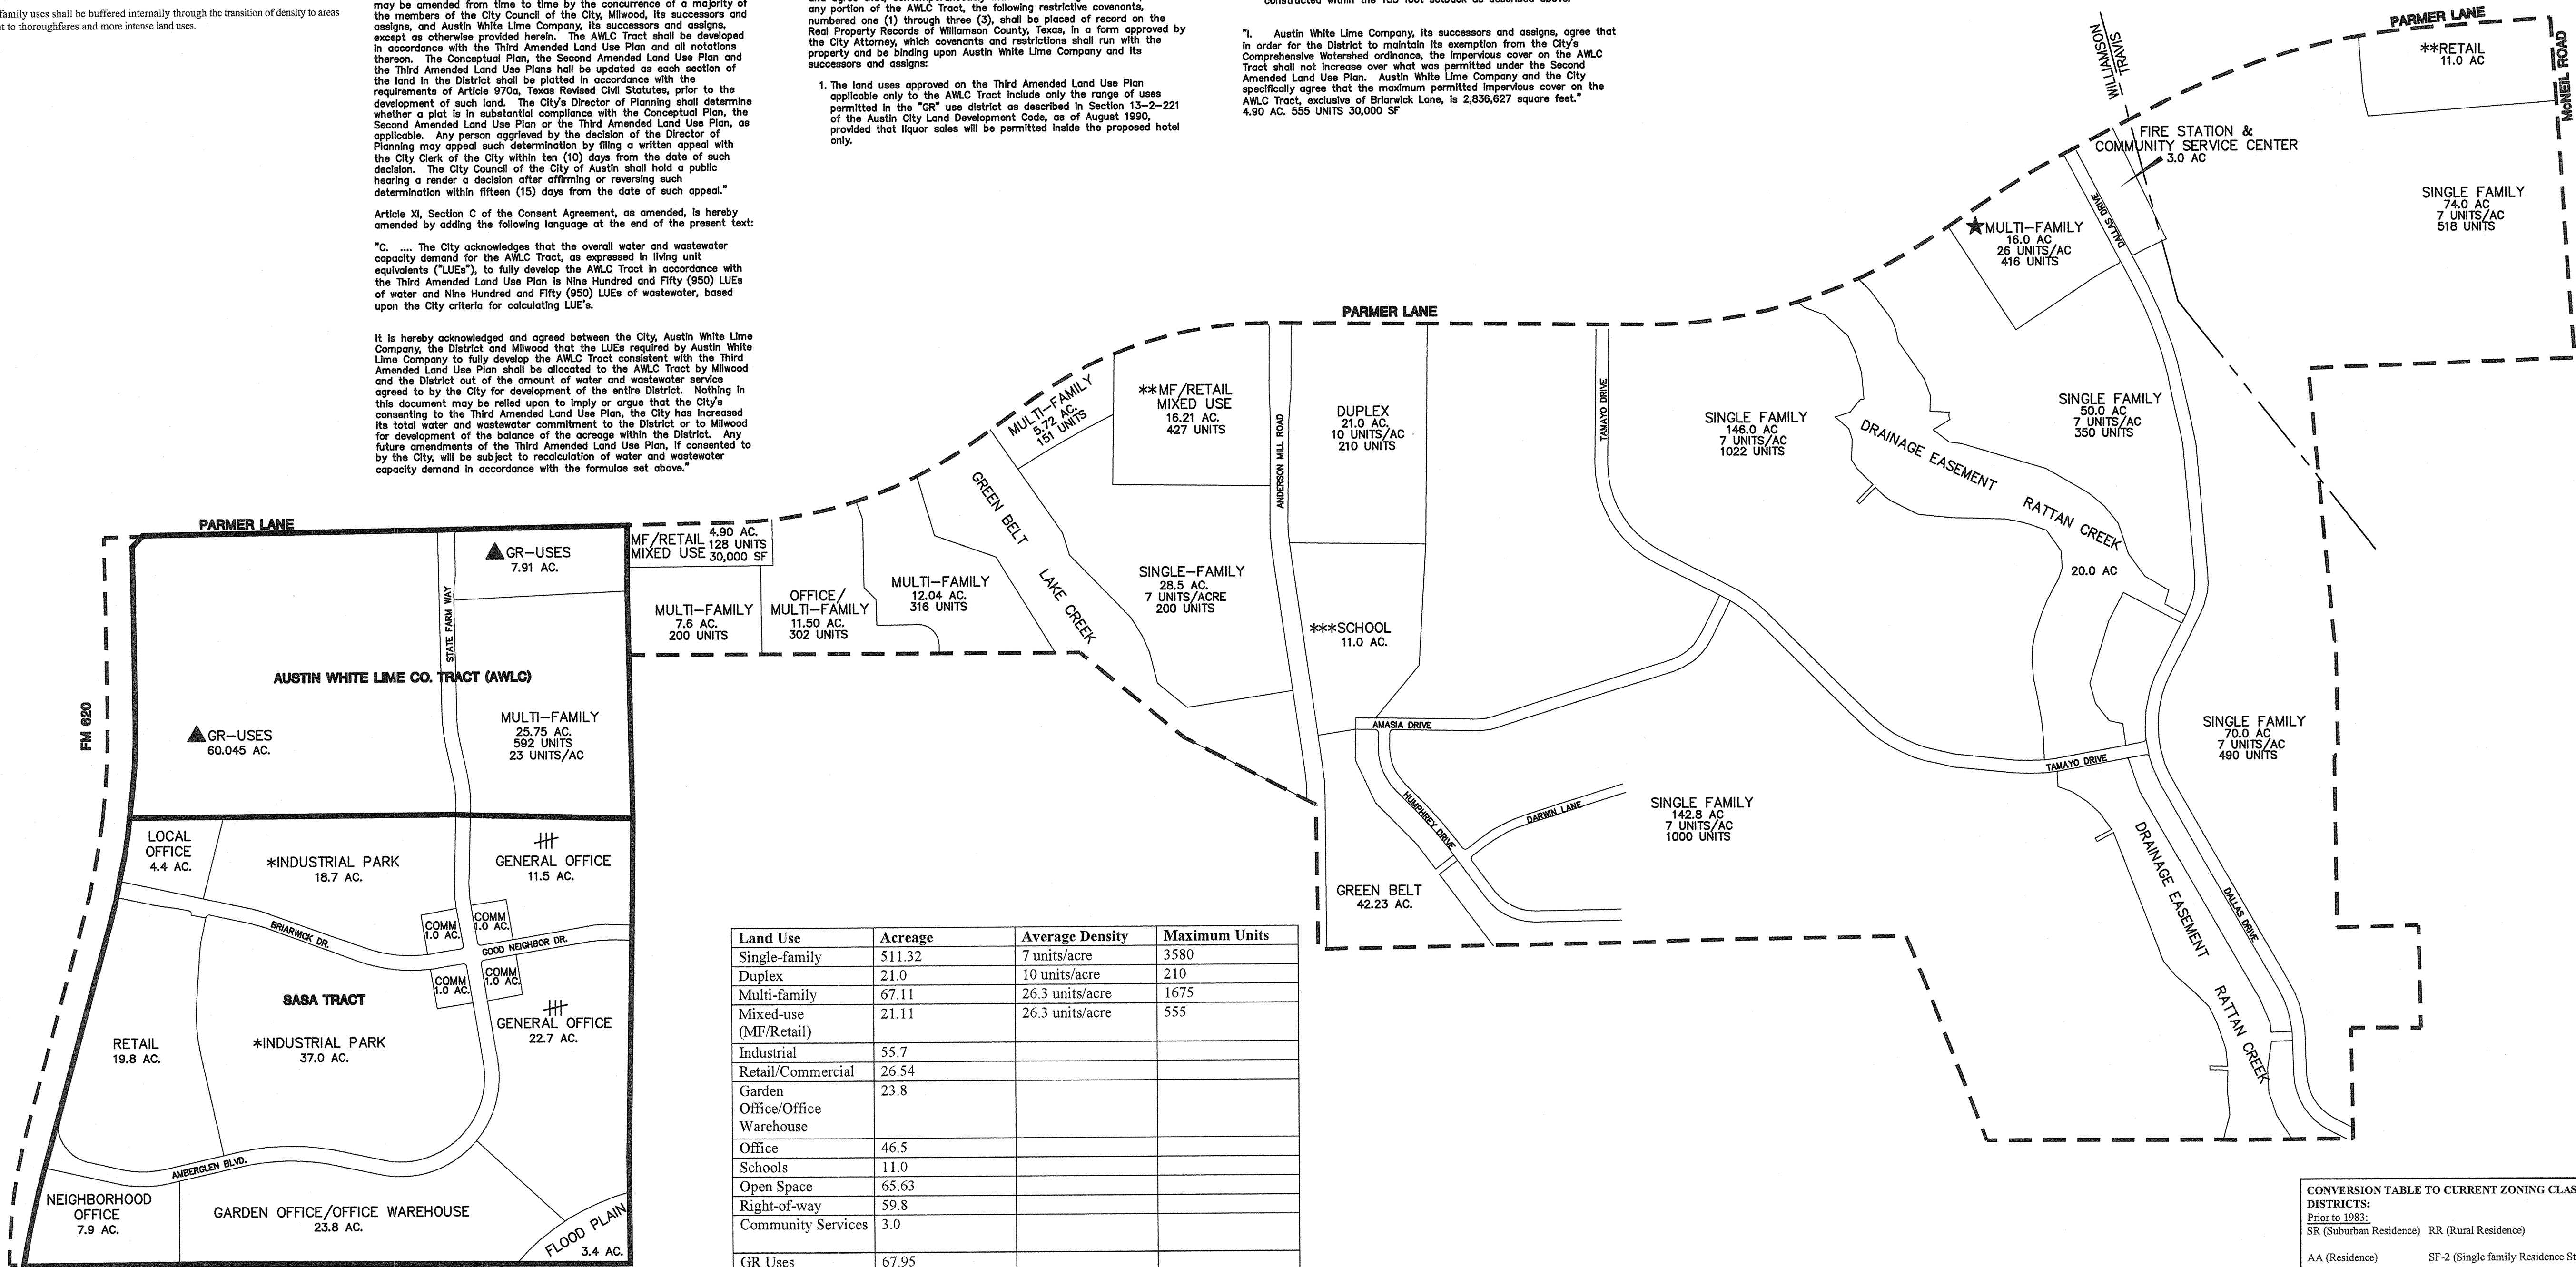 family uses shall be buffered internally through the transition of density to areas
t to thoroughfares and more intense land uses.
may be amended from time to time by the concurrence of a majority of
the members of the City Council of the City, Milwood, its successors and
assigns, and Austin White Lime Company, its successors and assigns,
except as otherwise provided herein. The AWLC Tract shall be developed
in accordance with the Third Amended Land Use Plan and all notations
thereon. The Conceptual Plan, the Second Amended Land Use Plan and
the Third Amended Land Use Plans hall be updated as each section of
the land in the District shall be platted in accordance with the
requirements of Article 970a, Texas Revised Civil Statutes, prior to the
development of such land. The City's Director of Planning shall determine
whether a plat is in substantial compliance with the Conceptual Plan, the
Second Amended Land Use Plan or the Third Amended Land Use Plan, as
applicable. Any person aggrieved by the decision of the Director of
Planning may appeal such determination by filing a written appeal with
the City Clerk of the City within ten (10) days from the date of such
decision. The City Council of the City of Austin shall hold a public
hearing a render a decision after affirming or reversing such
determination within fifteen (15) days from the date of such appeal."
Article XI, Section C of the Consent Agreement, as amended, is hereby
amended by adding the following language at the end of the present text:
"C. .... The City acknowledges that the overall water and wastewater
capacity demand for the AWLC Tract, as expressed in living unit
equivalents ("LUEs"), to fully develop the AWLC Tract in accordance with
the Third Amended Land Use Plan is Nine Hundred and Fifty (950) LUEs
of water and Nine Hundred and Fifty (950) LUEs of wastewater, based
upon the City criteria for calculating LUE's.
It is hereby acknowledged and agreed between the City, Austin White Lime
Company, the District and Milwood that the LUEs required by Austin White
Lime Company to fully develop the AWLC Tract consistent with the Third
Amended Land Use Plan shall be allocated to the AWLC Tract by Milwood
and the District out of the amount of water and wastewater service
agreed to by the City for development of the entire District. Nothing in
this document may be relied upon to imply or argue that the City's
consenting to the Third Amended Land Use Plan, the City has increased
its total water and wastewater commitment to the District or to Milwood
for development of the balance of the acreage within the District. Any
future amendments of the Third Amended Land Use Plan, if consented to
by the City, will be subject to recalculation of water and wastewater
capacity demand in accordance with the formulae set above."
any portion of the AWLC Tract, the following restrictive covenants,
numbered one (1) through three (3), shall be placed of record on the
Real Property Records of Williamson County, Texas, in a form approved by
the City Attorney, which covenants and restrictions shall run with the
property and be binding upon Austin White Lime Company and its
successors and assigns:
1. The land uses approved on the Third Amended Land Use Plan
applicable only to the AWLC Tract include only the range of uses
permitted in the "GR" use district as described in Section 13-2-221
of the Austin City Land Development Code, as of August 1990,
provided that liquor sales will be permitted inside the proposed hotel
only.
constructed within the 155 foot setback as described above.
"I. Austin White Lime Company, its successors and assigns, agree that
in order for the District to maintain its exemption from the City's
Comprehensive Watershed ordinance, the impervious cover on the AWLC
Tract shall not increase over what was permitted under the Second
Amended Land Use Plan. Austin White Lime Company and the City
specifically agree that the maximum permitted impervious cover on the
AWLC Tract, exclusive of Briarwick Lane, is 2,836,627 square feet."
4.90 AC. 555 UNITS 30,000 SF
WILLIAMSON
TRAVIS
PARMER LANE
McNEIL ROAD
**RETAIL
11.0 AC
FIRE STATION &
COMMUNITY SERVICE CENTER
3.0 AC
SINGLE FAMILY
74.0 AC
7 UNITS/AC
518 UNITS
DALLAS DRIVE
★MULTI-FAMILY
16.0 AC
26 UNITS/AC
416 UNITS
PARMER LANE
MULTI-FAMILY
5.72 AC.
151 UNITS
**MF/RETAIL
MIXED USE
16.21 AC.
427 UNITS
ANDERSON MILL ROAD
DUPLEX
21.0 AC.
10 UNITS/AC
210 UNITS
TAMAYO DRIVE
SINGLE FAMILY
146.0 AC
7 UNITS/AC
1022 UNITS
DRAINAGE EASEMENT
RATTAN CREEK
20.0 AC
SINGLE FAMILY
50.0 AC
7 UNITS/AC
350 UNITS
GREEN BELT
LAKE CREEK
SINGLE-FAMILY
28.5 AC.
7 UNITS/ACRE
200 UNITS
***SCHOOL
11.0 AC.
PARMER LANE
FM 620
▲GR-USES
7.91 AC.
STATE FARM WAY
MF/RETAIL
MIXED USE
4.90 AC.
128 UNITS
30,000 SF
MULTI-FAMILY
7.6 AC.
200 UNITS
OFFICE/
MULTI-FAMILY
11.50 AC.
302 UNITS
MULTI-FAMILY
12.04 AC.
316 UNITS
AUSTIN WHITE LIME CO. TRACT (AWLC)
▲GR-USES
60.045 AC.
MULTI-FAMILY
25.75 AC.
592 UNITS
23 UNITS/AC
AMASIA DRIVE
HUMPHREY DRIVE
DARWIN LANE
SINGLE FAMILY
142.8 AC
7 UNITS/AC
1000 UNITS
TAMAYO DRIVE
SINGLE FAMILY
70.0 AC
7 UNITS/AC
490 UNITS
DRAINAGE EASEMENT
RATTAN CREEK
DALLAS DRIVE
GREEN BELT
42.23 AC.
LOCAL
OFFICE
4.4 AC.
*INDUSTRIAL PARK
18.7 AC.
GENERAL OFFICE
11.5 AC.
BRIARWICK DR.
COMM
1.0 AC.
COMM
1.0 AC.
GOOD NEIGHBOR DR.
COMM
1.0 AC.
COMM
1.0 AC.
SASA TRACT
RETAIL
19.8 AC.
*INDUSTRIAL PARK
37.0 AC.
GENERAL OFFICE
22.7 AC.
AMBERGLEN BLVD.
NEIGHBORHOOD
OFFICE
7.9 AC.
GARDEN OFFICE/OFFICE WAREHOUSE
23.8 AC.
FLOOD PLAIN
3.4 AC.
Land Use Acreage Average Density Maximum Units
Single-family 511.32 7 units/acre 3580
Duplex 21.0 10 units/acre 210
Multi-family 67.11 26.3 units/acre 1675
Mixed-use 21.11 26.3 units/acre 555
(MF/Retail)
Industrial 55.7
Retail/Commercial 26.54
Garden 23.8
Office/Office
Warehouse
Office 46.5
Schools 11.0
Open Space 65.63
Right-of-way 59.8
Community Services 3.0
GR Uses 67.95
CONVERSION TABLE TO CURRENT ZONING CLAS
DISTRICTS:
Prior to 1983:
SR (Suburban Residence) RR (Rural Residence)
AA (Residence) SF-2 (Single family Residence St